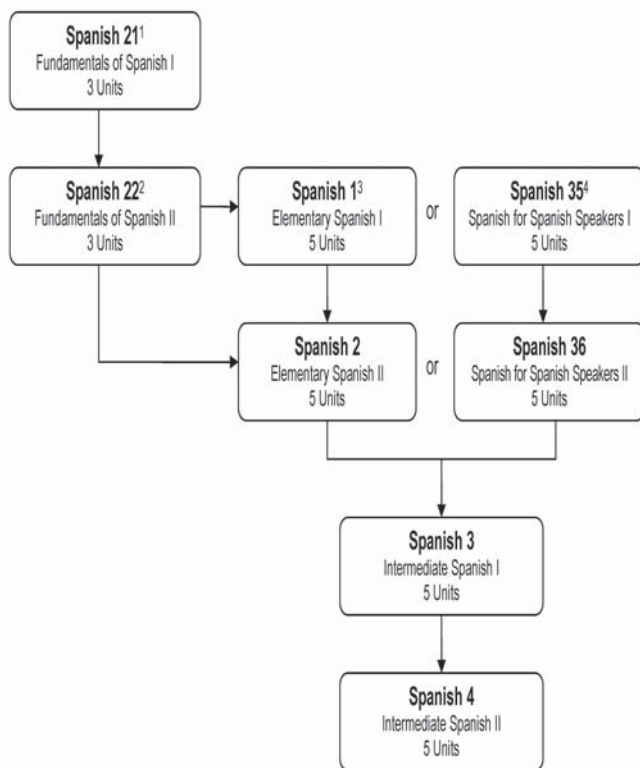 Spanish 21¹
Fundamentals of Spanish I
3 Units
Spanish 22²
Fundamentals of Spanish II
3 Units
Spanish 1³
Elementary Spanish I
5 Units
or
Spanish 35⁴
Spanish for Spanish Speakers I
5 Units
Spanish 2
Elementary Spanish II
5 Units
or
Spanish 36
Spanish for Spanish Speakers II
5 Units
Spanish 3
Intermediate Spanish I
5 Units
Spanish 4
Intermediate Spanish II
5 Units